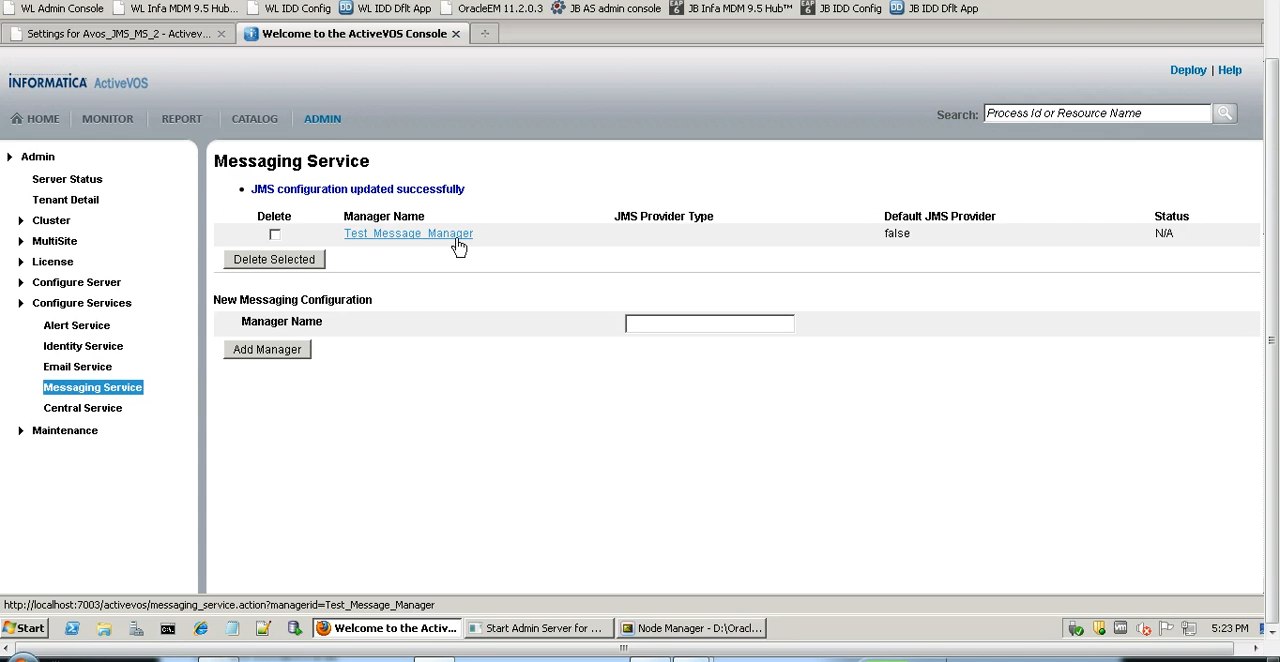 WL Admin Console WL Infa MDM 9.5 Hub... WL IDD Config WL IDD Dflt App OracleEM 11.2.0.3 JB AS admin console JB Infa MDM 9.5 Hub™ JB IDD Config JB IDD Dflt App
Settings for Avos_JMS_MS_2 - Activev... × Welcome to the ActiveVOS Console ×
INFORMATICA ActiveVOS
Deploy | Help
HOME MONITOR REPORT CATALOG ADMIN
Search: Process Id or Resource Name
Admin
Server Status
Tenant Detail
Cluster
MultiSite
License
Configure Server
Configure Services
Alert Service
Identity Service
Email Service
Messaging Service
Central Service
Maintenance
Messaging Service
• JMS configuration updated successfully
Delete Manager Name JMS Provider Type Default JMS Provider Status
Test_Message_Manager false N/A
Delete Selected
New Messaging Configuration
Manager Name
Add Manager
http://localhost:7003/activevos/messaging_service.action?managerid=Test_Message_Manager
Start Welcome to the Activ... Start Admin Server for ... Node Manager - D:\Oracl... 5:23 PM